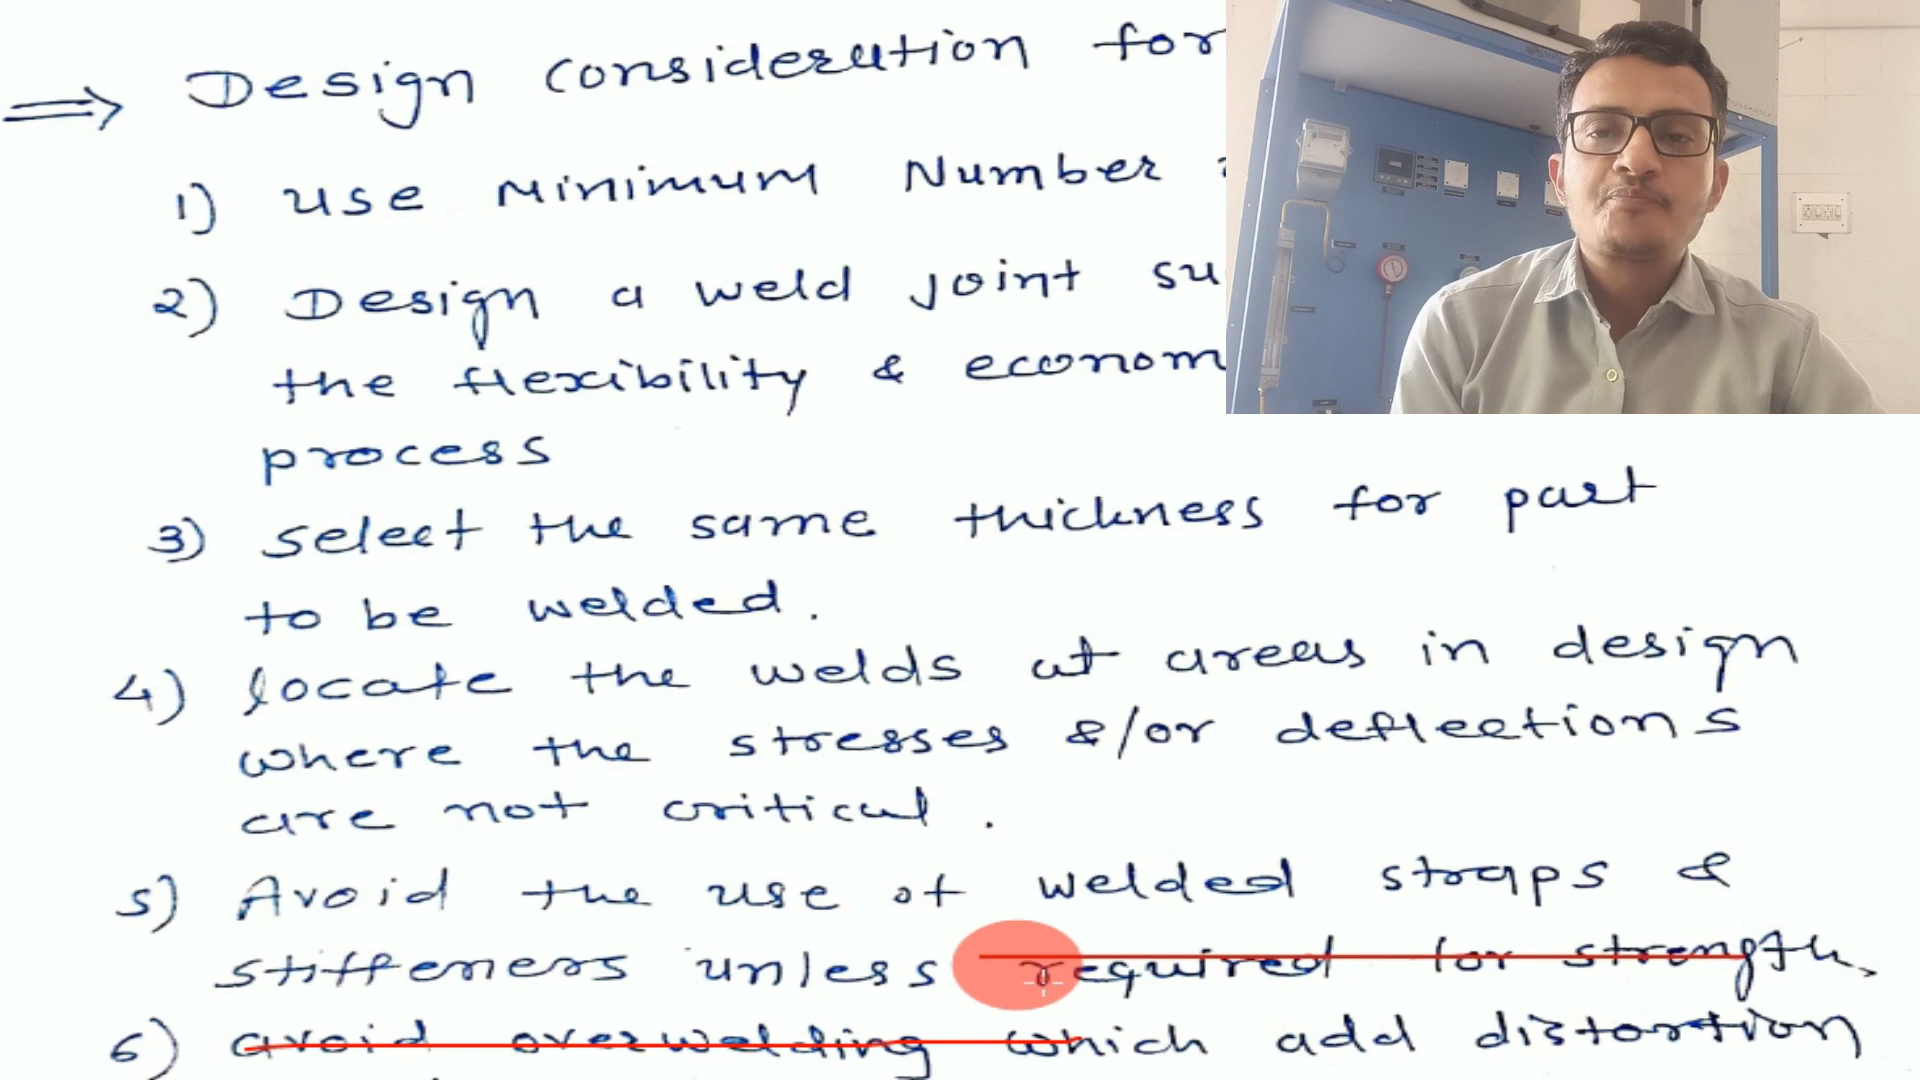 ⇒ Design consideration for
1) Use Minimum Number
2) Design a weld joint su
the flexibility & econom
process
3) select the same thickness for part
to be welded.
4) locate the welds at areas in design
where the stresses &/or deflections
are not critical.
5) Avoid the use of welded straps &
stiffeners unless required for strength.
6) avoid overwelding which add distortion